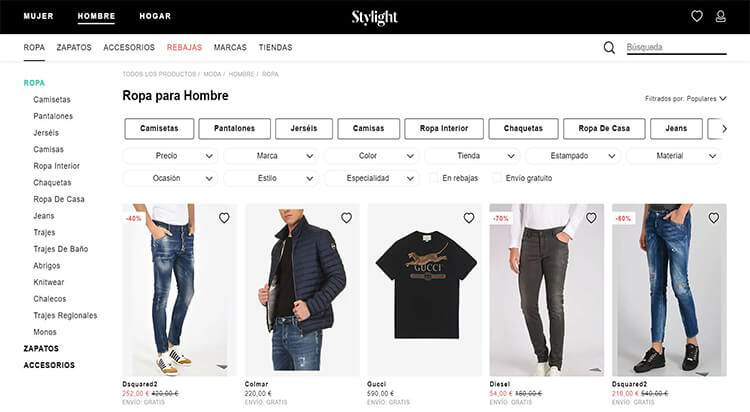 MUJER HOMBRE HOGAR Stylight
ROPA ZAPATOS ACCESORIOS REBAJAS MARCAS TIENDAS Búsqueda
TODOS LOS PRODUCTOS / MODA / HOMBRE / ROPA
Ropa para Hombre
Filtrados por: Populares
ROPA
Camisetas
Pantalones
Jerséis
Camisas
Ropa Interior
Chaquetas
Ropa De Casa
Jeans
Trajes
Trajes De Baño
Abrigos
Knitwear
Chalecos
Trajes Regionales
Monos
ZAPATOS
ACCESORIOS
Camisetas Pantalones Jerséis Camisas Ropa Interior Chaquetas Ropa De Casa Jeans
Precio Marca Color Tienda Estampado Material
Ocasión Estilo Especialidad En rebajas Envío gratuito
-40% -70% -60%
GUCCI
Dsquared2 Colmar Gucci Diesel Dsquared2
252,00 € 420,00 € 220,00 € 590,00 € 54,00 € 180,00 € 216,00 € 540,00 €
ENVÍO: GRATIS ENVÍO: GRATIS ENVÍO: GRATIS ENVÍO: GRATIS ENVÍO: GRATIS